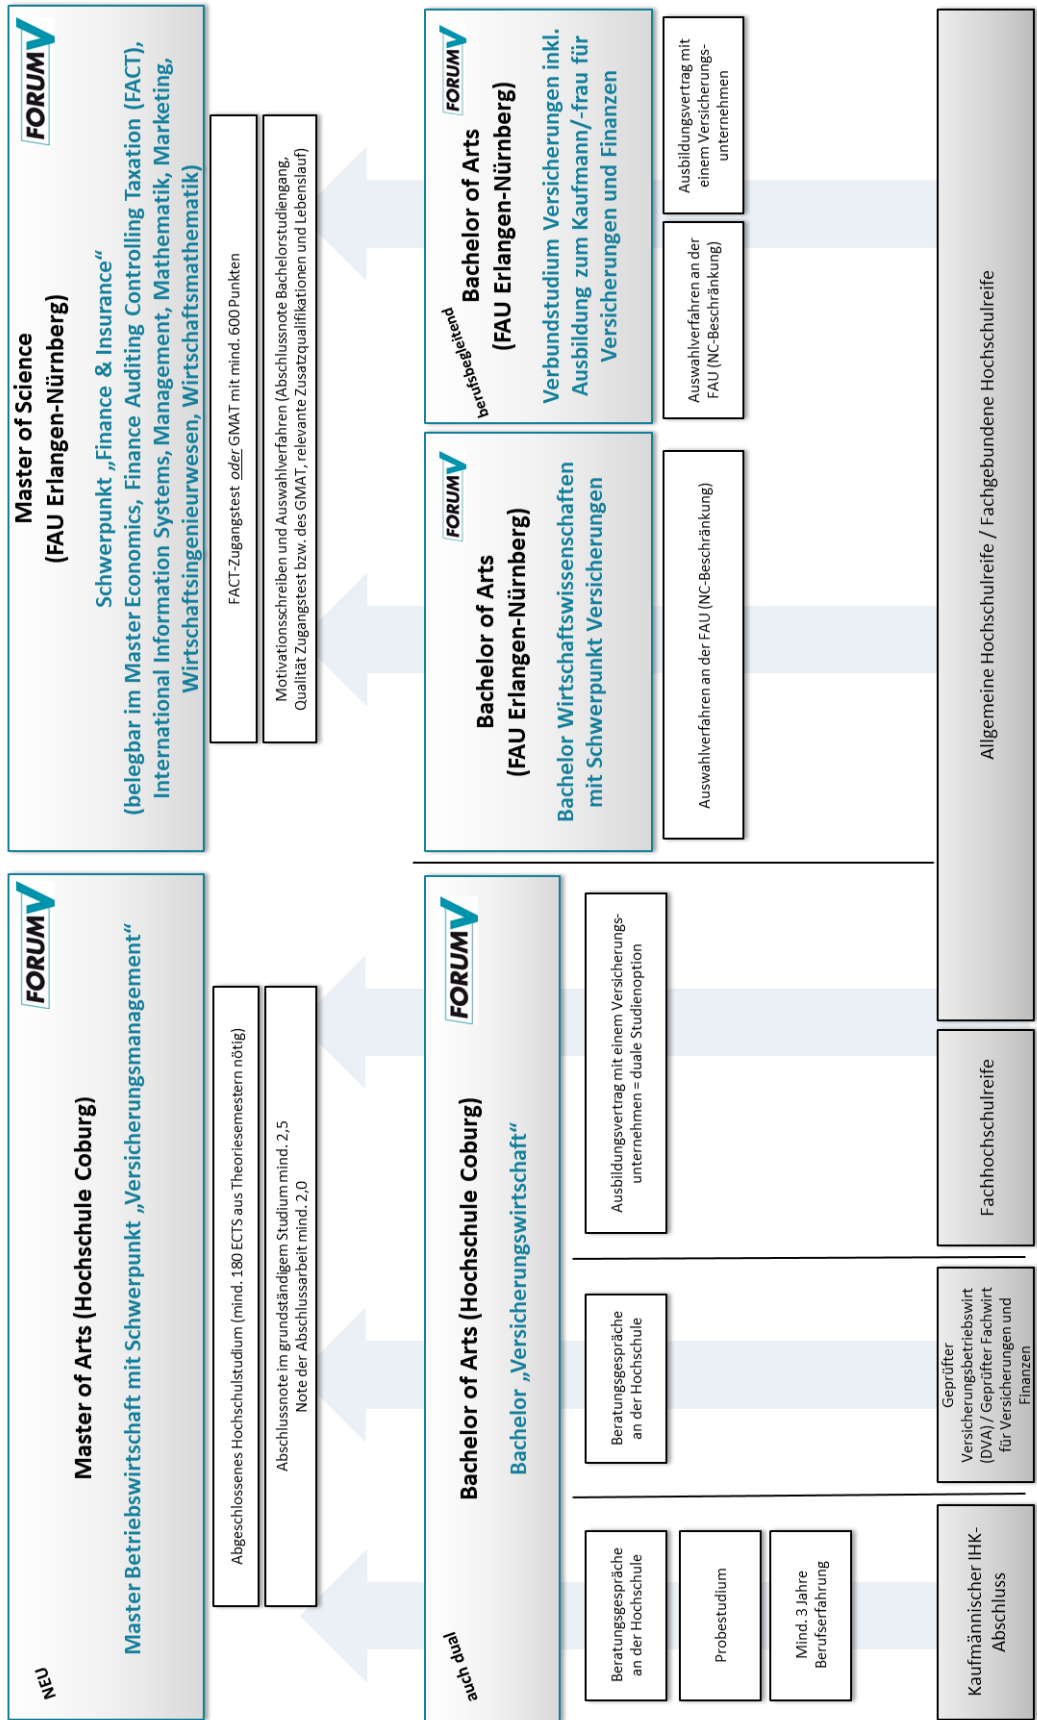 NEU
FORUMV
Master of Arts (Hochschule Coburg)
Master Betriebswirtschaft mit Schwerpunkt „Versicherungsmanagement“
Abgeschlossenes Hochschulstudium (mind. 180 ECTS aus Theoriesemestern nötig)
Abschlussnote im grundständigem Studium mind. 2,5
Note der Abschlussarbeit mind. 2,0
FORUMV
Master of Science
(FAU Erlangen-Nürnberg)
Schwerpunkt „Finance & Insurance“
(belegbar im Master Economics, Finance Auditing Controlling Taxation (FACT),
International Information Systems, Management, Mathematik, Marketing,
Wirtschaftsingenieurwesen, Wirtschaftsmathematik)
FACT-Zugangstest oder GMAT mit mind. 600 Punkten
Motivationsschreiben und Auswahlverfahren (Abschlussnote Bachelorstudiengang,
Qualität Zugangstest bzw. des GMAT, relevante Zusatzqualifikationen und Lebenslauf)
auch dual
FORUMV
Bachelor of Arts (Hochschule Coburg)
Bachelor „Versicherungswirtschaft“
Beratungsgespräche
an der Hochschule
Probestudium
Mind. 3 Jahre
Berufserfahrung
Beratungsgespräche
an der Hochschule
Ausbildungsvertrag mit einem Versicherungs-
unternehmen = duale Studienoption
FORUMV
Bachelor of Arts
(FAU Erlangen-Nürnberg)
Bachelor Wirtschaftswissenschaften
mit Schwerpunkt Versicherungen
Auswahlverfahren an der FAU (NC-Beschränkung)
berufsbegleitend
FORUMV
Bachelor of Arts
(FAU Erlangen-Nürnberg)
Verbundstudium Versicherungen inkl.
Ausbildung zum Kaufmann/-frau für
Versicherungen und Finanzen
Auswahlverfahren an der
FAU (NC-Beschränkung)
Ausbildungsvertrag mit
einem Versicherungs-
unternehmen
Kaufmännischer IHK-
Abschluss
Geprüfter
Versicherungsbetriebswirt
(DVA) / Geprüfter Fachwirt
für Versicherungen und
Finanzen
Fachhochschulreife
Allgemeine Hochschulreife / Fachgebundene Hochschulreife